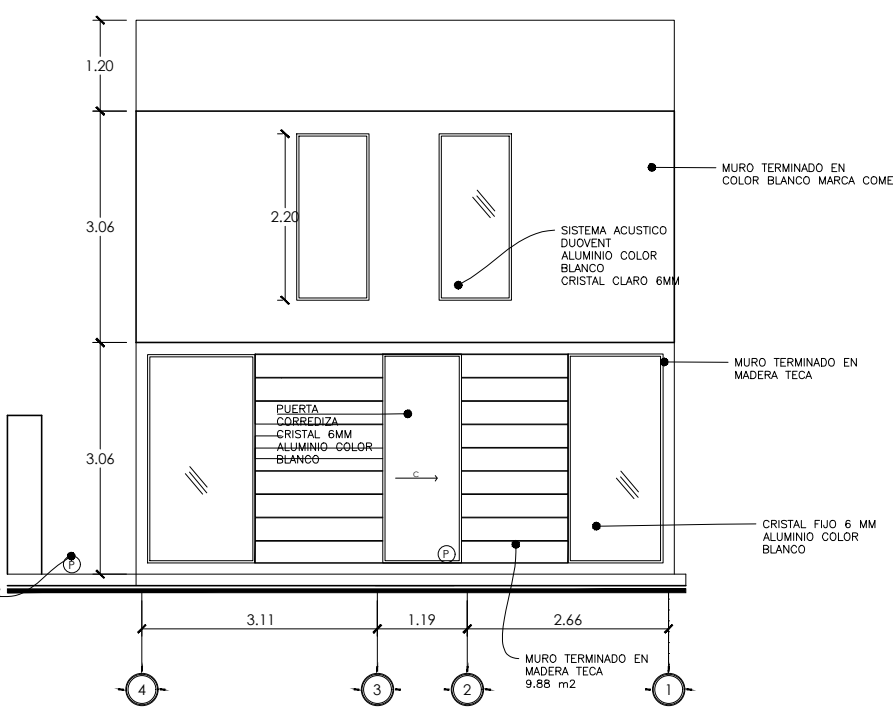 1.20
MURO TERMINADO EN
COLOR BLANCO MARCA COME
3.06
2.20
SISTEMA ACUSTICO
DUOVENT
ALUMINIO COLOR
BLANCO
CRISTAL CLARO 6MM
MURO TERMINADO EN
MADERA TECA
PUERTA
CORREDIZA
CRISTAL 6MM
ALUMINIO COLOR
BLANCO
3.06
C
CRISTAL FIJO 6 MM
ALUMINIO COLOR
BLANCO
P
P
3.11
1.19
2.66
MURO TERMINADO EN
MADERA TECA
9.88 m2
4
3
2
1